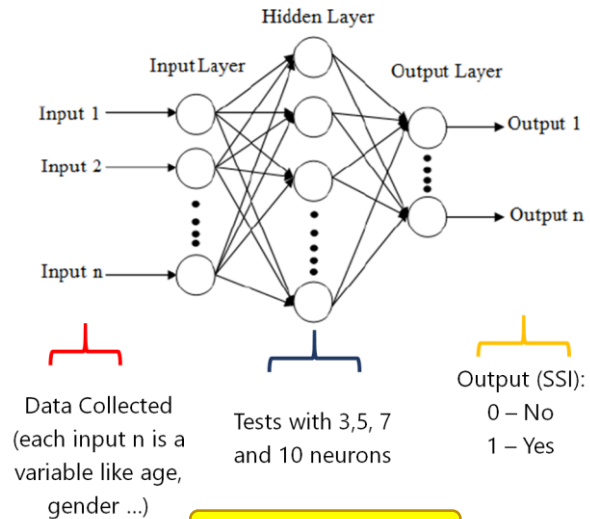 Hidden Layer
Input Layer
Output Layer
Input 1
Output 1
Input 2
Output n
Input n
Data Collected
(each input n is a
variable like age,
gender ...)
Tests with 3,5, 7
and 10 neurons
Output (SSI):
0 – No
1 – Yes